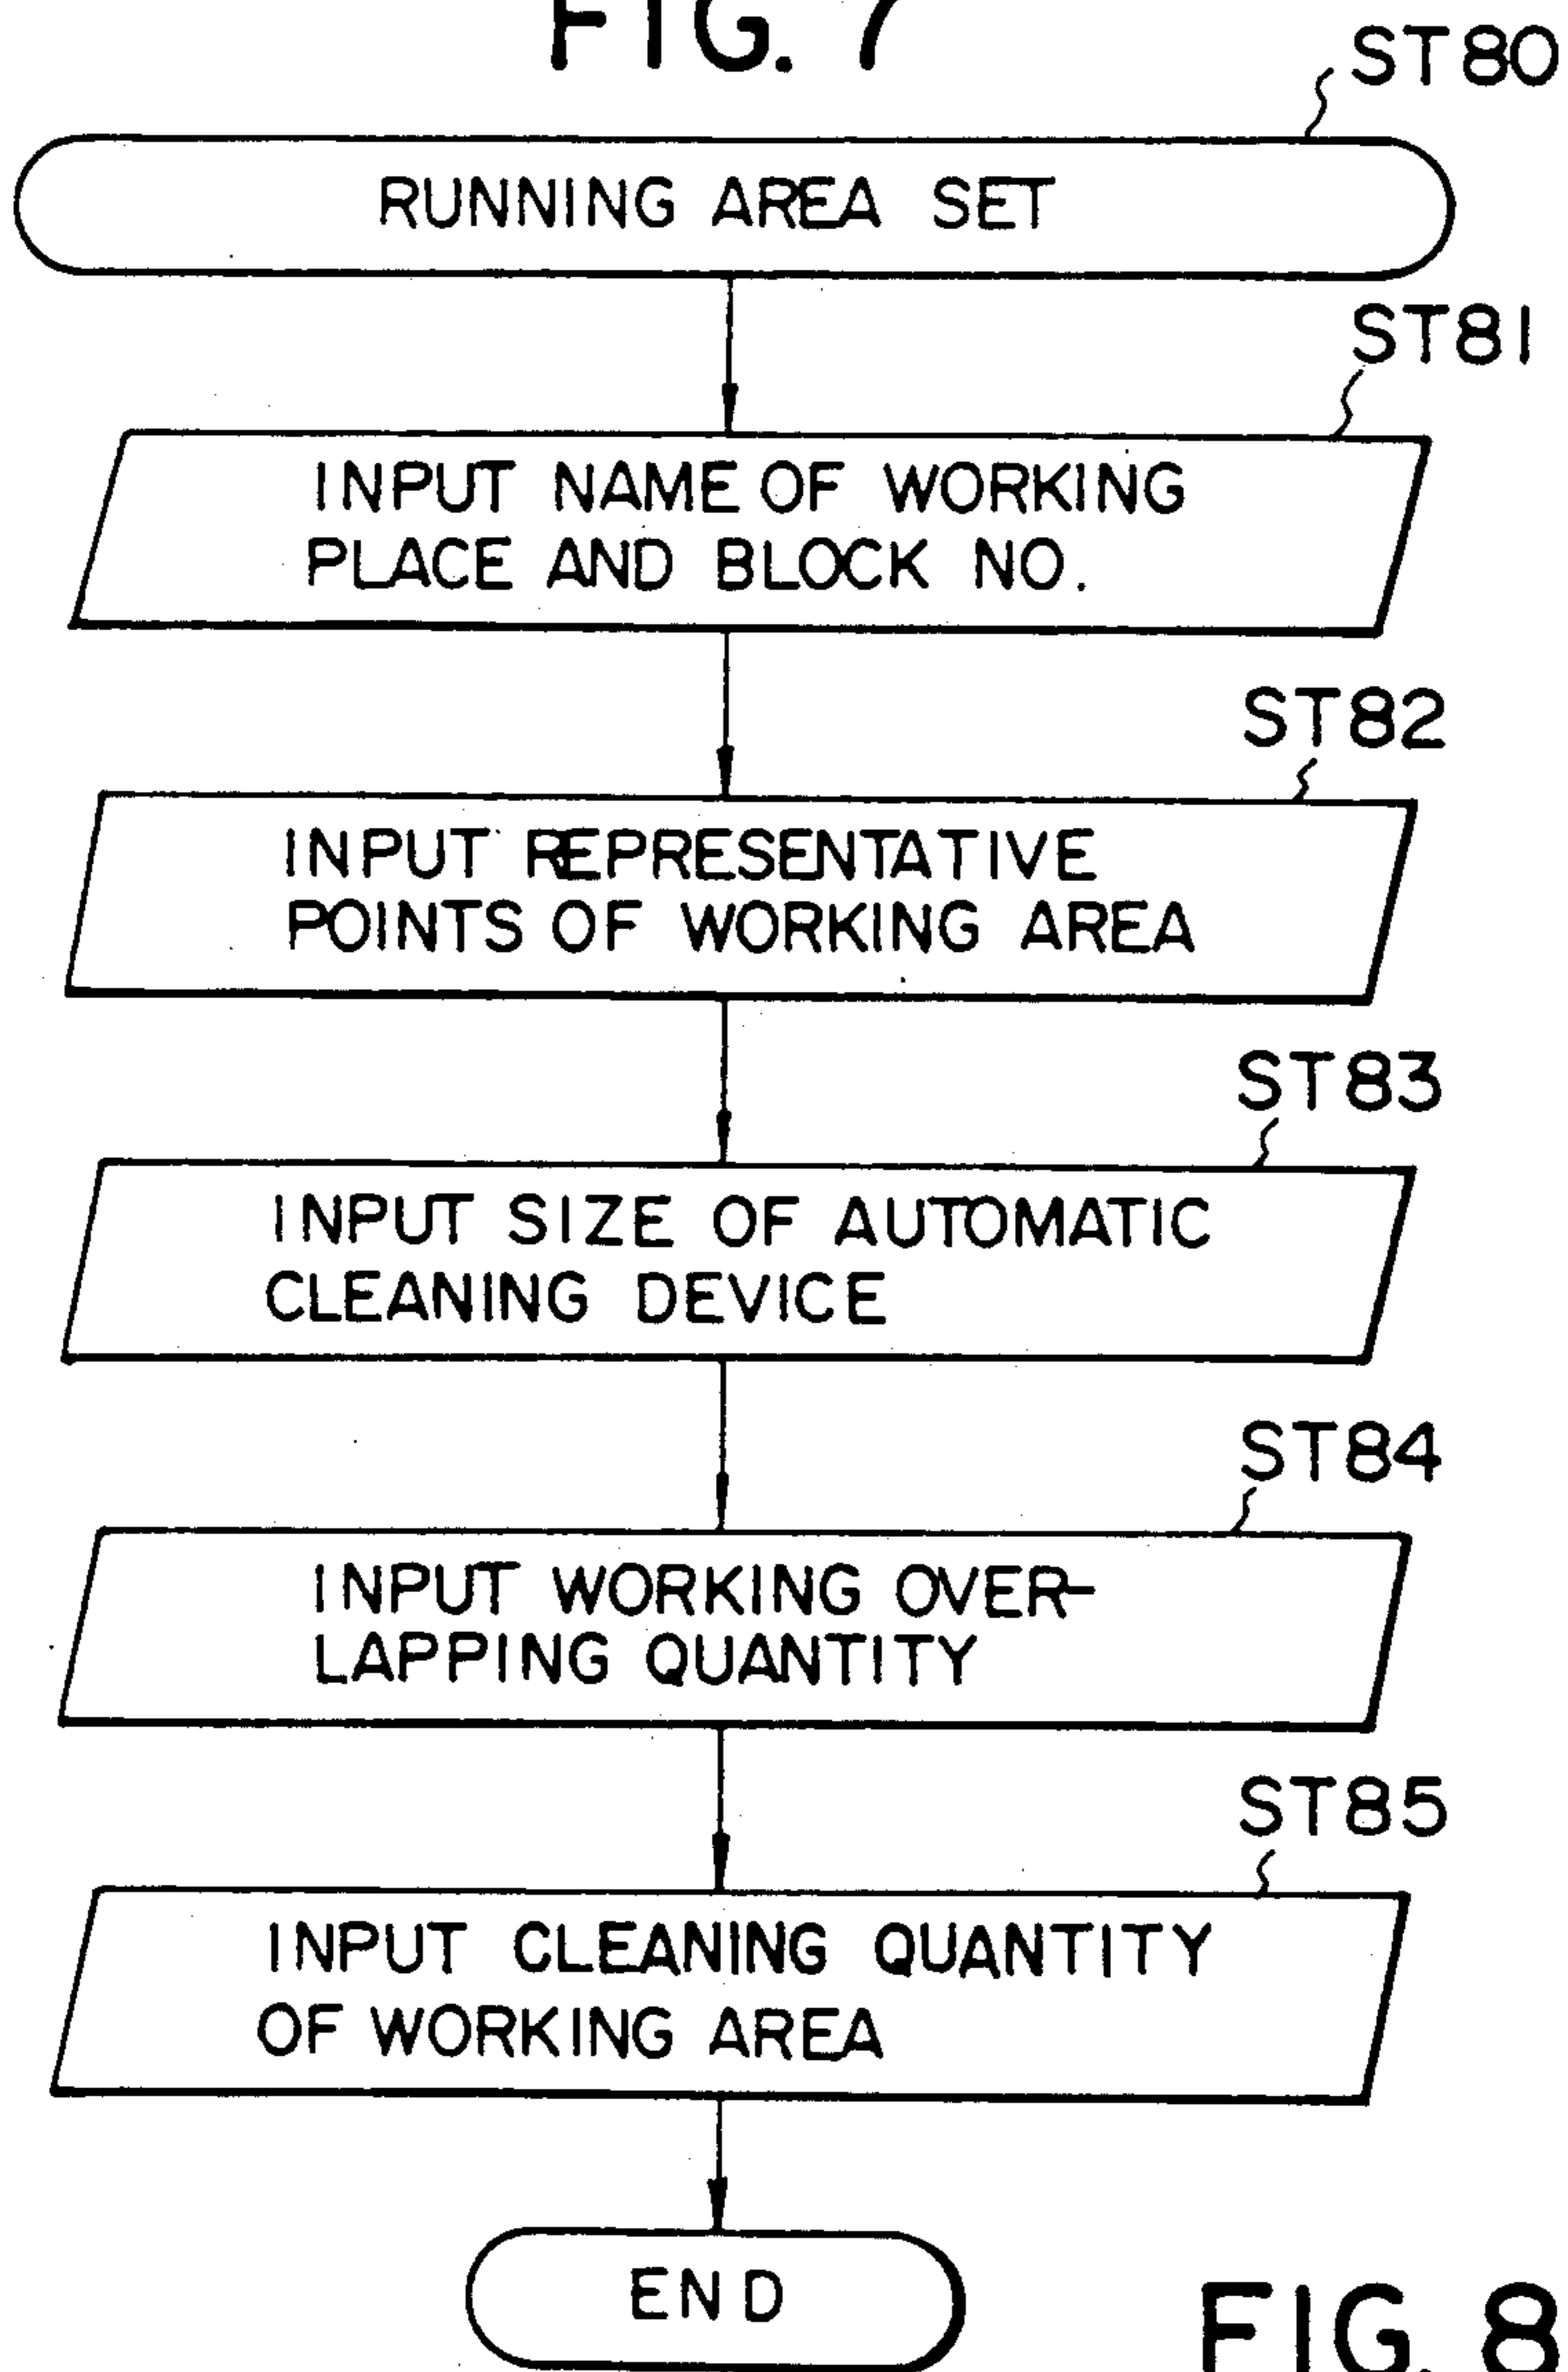 FIG. 7
ST80
RUNNING AREA SET
ST81
INPUT NAME OF WORKING
PLACE AND BLOCK NO.
ST82
INPUT REPRESENTATIVE
POINTS OF WORKING AREA
ST83
INPUT SIZE OF AUTOMATIC
CLEANING DEVICE
ST84
INPUT WORKING OVER-
LAPPING QUANTITY
ST85
INPUT CLEANING QUANTITY
OF WORKING AREA
END
FIG. 8